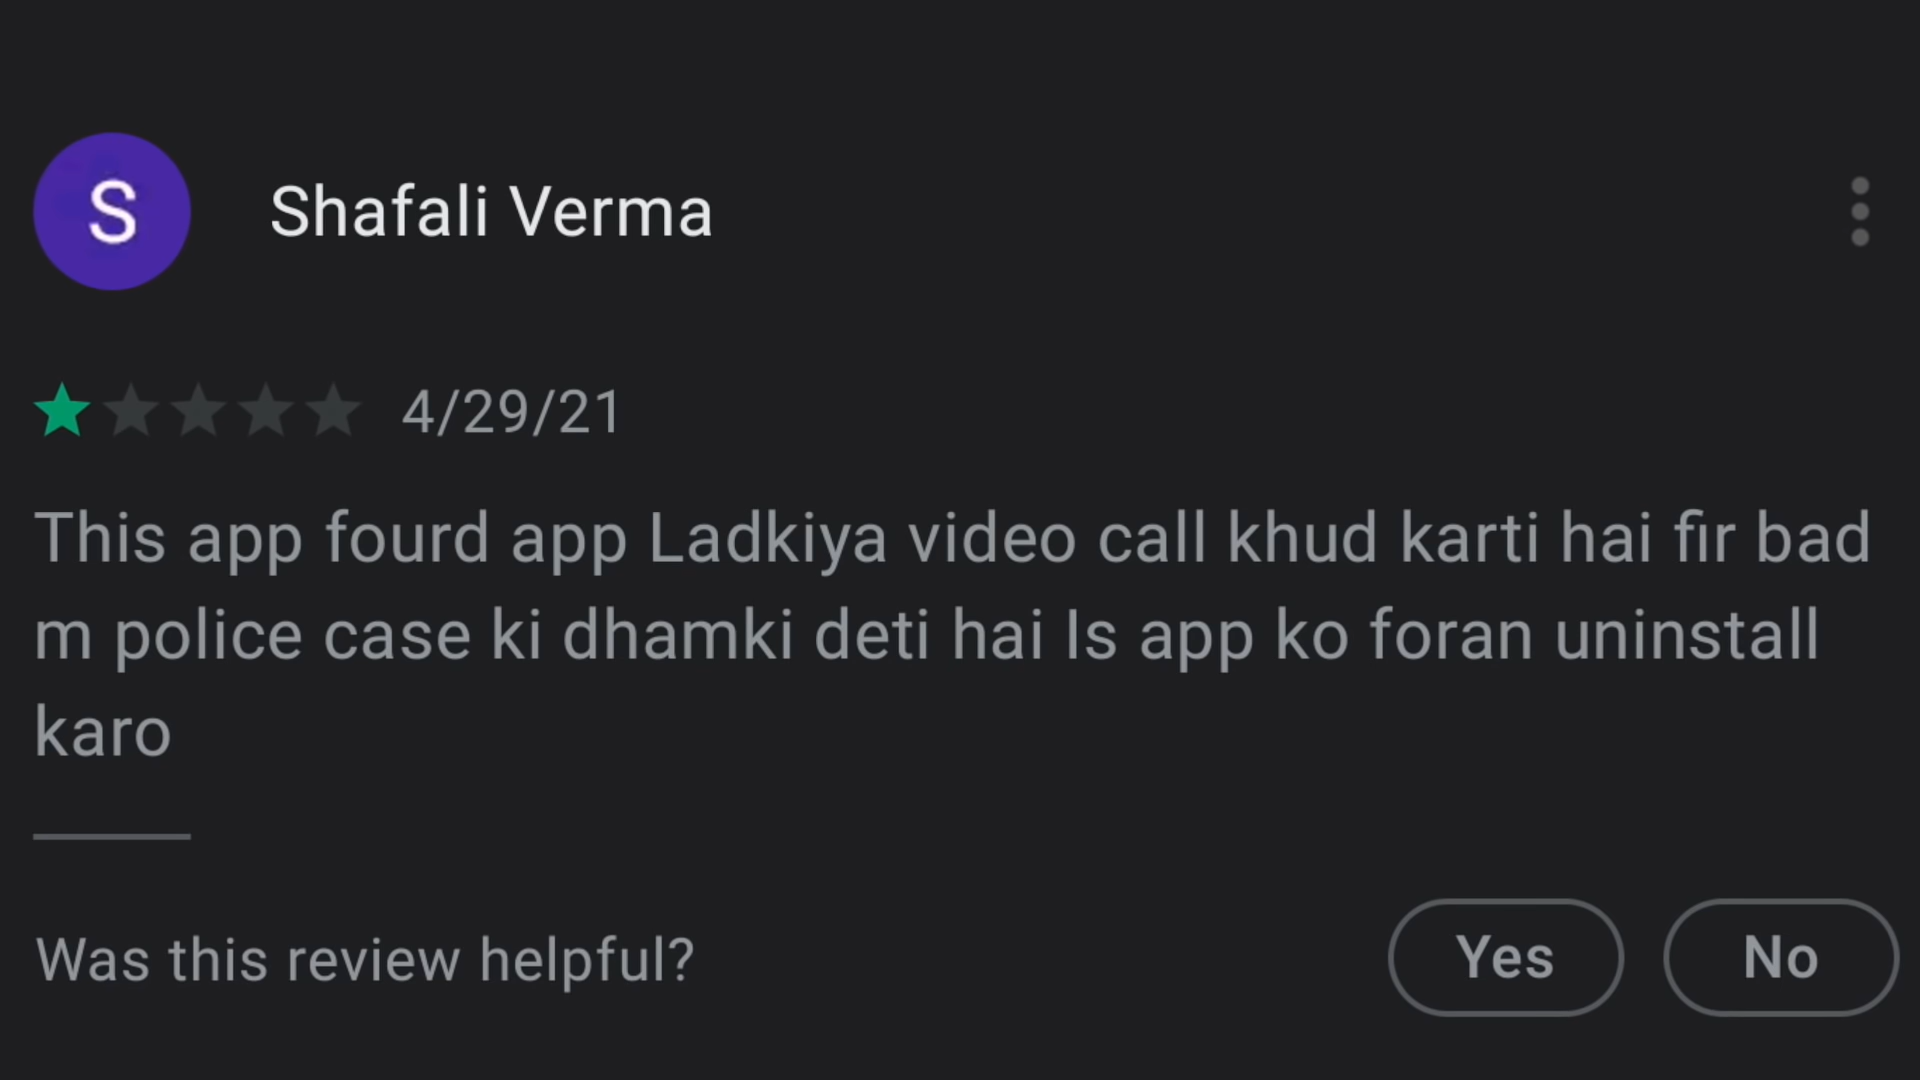 S
Shafali Verma
4/29/21
This app fourd app Ladkiya video call khud karti hai fir bad
m police case ki dhamki deti hai Is app ko foran uninstall
karo
Was this review helpful?
Yes
No